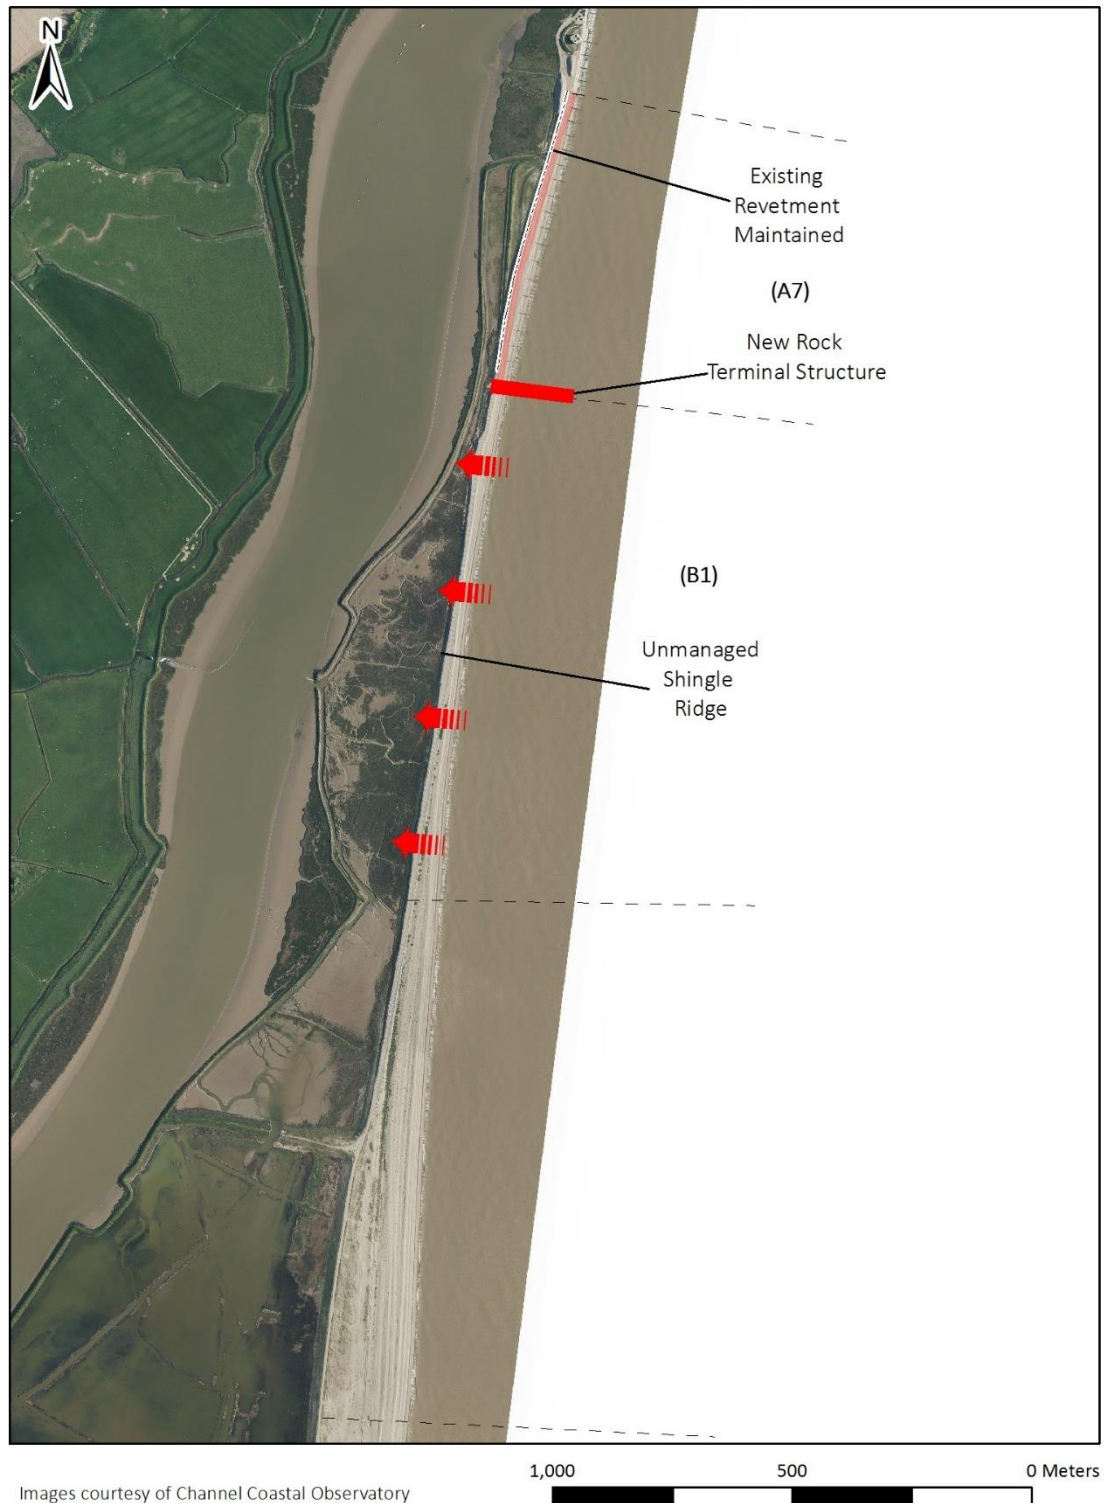 N
Existing
Revetment
Maintained
(A7)
New Rock
Terminal Structure
(B1)
Unmanaged
Shingle
Ridge
1,000 500 0 Meters
Images courtesy of Channel Coastal Observatory